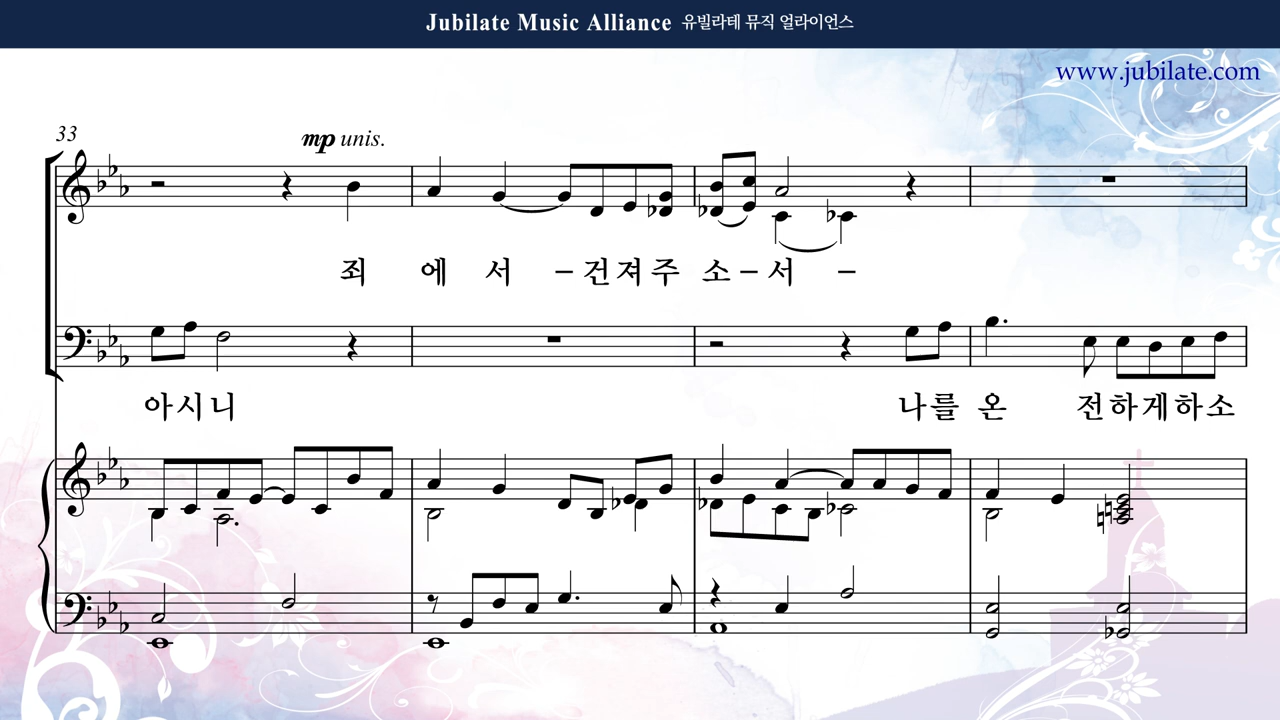 Jubilate Music Alliance 유빌라테 뮤직 얼라이언스
www.jubilate.com
33
mp unis.
죄 에 서 – 건 져 주 소 – 서 –
아 시 니 나 를 온 전 하 게 하 소